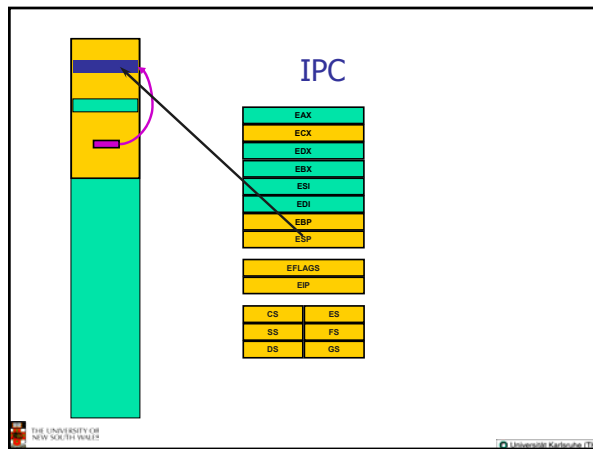 IPC
EAX
ECX
EDX
EBX
ESI
EDI
EBP
ESP
EFLAGS
EIP
CS ES
SS FS
DS GS
THE UNIVERSITY OF
NEW SOUTH WALES
Universität Karlsruhe (T